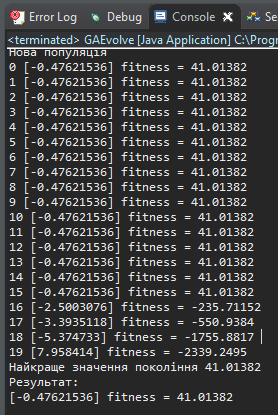 Error Log Debug Console Se
<terminated> GAEvolve [Java Application] C:\Progr
Нова популяція
0 [-0.47621536] fitness = 41.01382
1 [-0.47621536] fitness = 41.01382
2 [-0.47621536] fitness = 41.01382
3 [-0.47621536] fitness = 41.01382
4 [-0.47621536] fitness = 41.01382
5 [-0.47621536] fitness = 41.01382
6 [-0.47621536] fitness = 41.01382
7 [-0.47621536] fitness = 41.01382
8 [-0.47621536] fitness = 41.01382
9 [-0.47621536] fitness = 41.01382
10 [-0.47621536] fitness = 41.01382
11 [-0.47621536] fitness = 41.01382
12 [-0.47621536] fitness = 41.01382
13 [-0.47621536] fitness = 41.01382
14 [-0.47621536] fitness = 41.01382
15 [-0.47621536] fitness = 41.01382
16 [-2.5003076] fitness = -235.71152
17 [-3.3935118] fitness = -550.9384
18 [-5.374733] fitness = -1755.8817
19 [7.958414] fitness = -2339.2495
Найкраще значення покоління 41.01382
Результат:
[-0.47621536] fitness = 41.01382